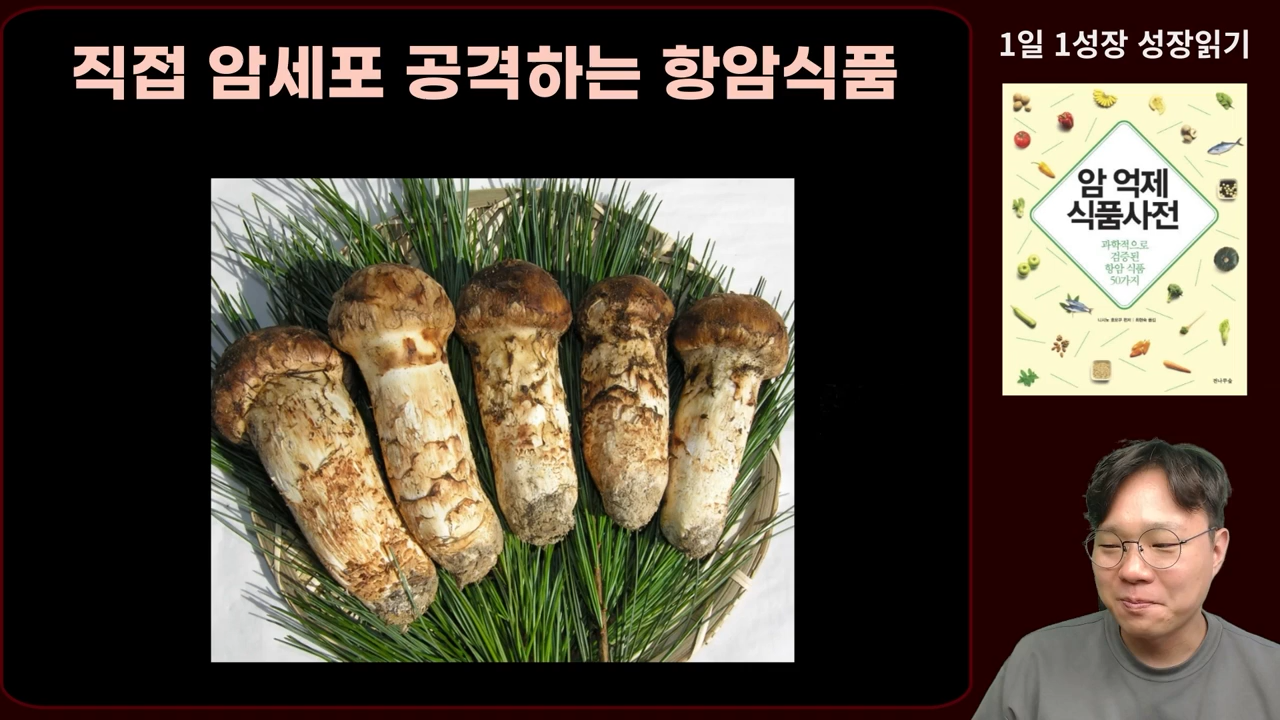 직접 암세포 공격하는 항암식품
1일 1성장 성장읽기
암 억제
식품사전
과학적으로
검증된
항암 식품
50가지